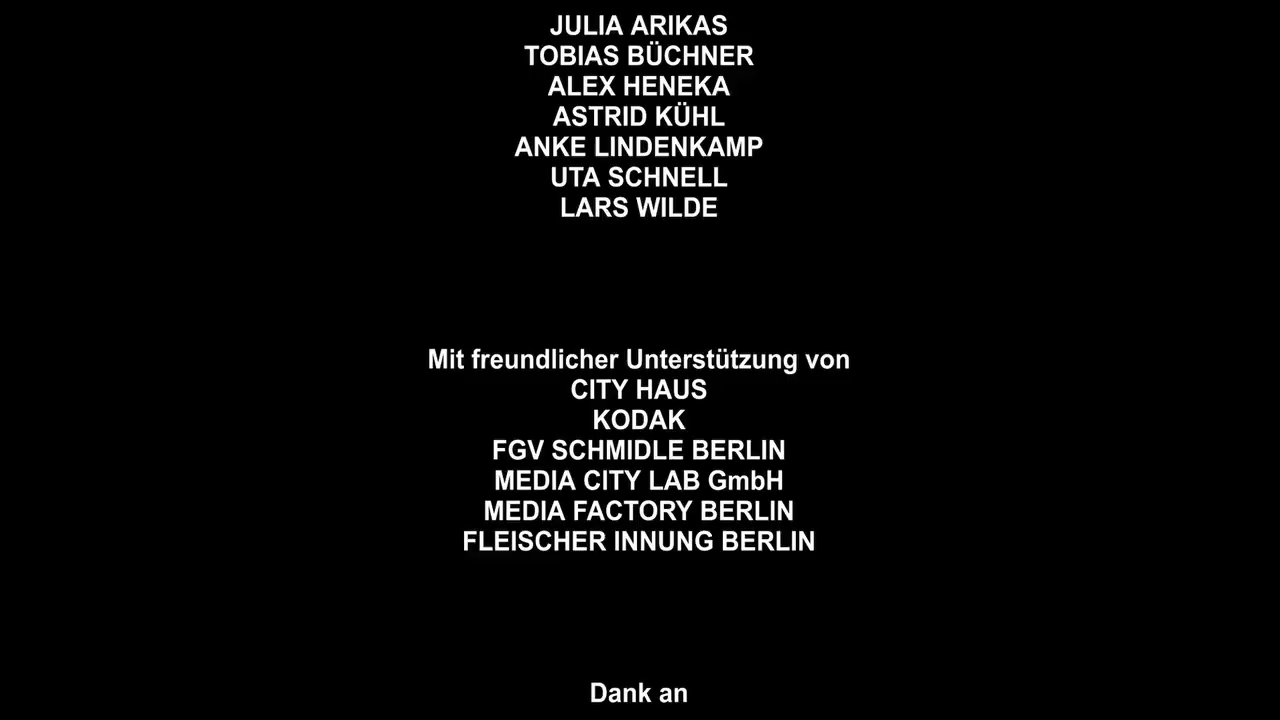 JULIA ARIKAS
TOBIAS BÜCHNER
ALEX HENEKA
ASTRID KÜHL
ANKE LINDENKAMP
UTA SCHNELL
LARS WILDE
Mit freundlicher Unterstützung von
CITY HAUS
KODAK
FGV SCHMIDLE BERLIN
MEDIA CITY LAB GmbH
MEDIA FACTORY BERLIN
FLEISCHER INNUNG BERLIN
Dank an